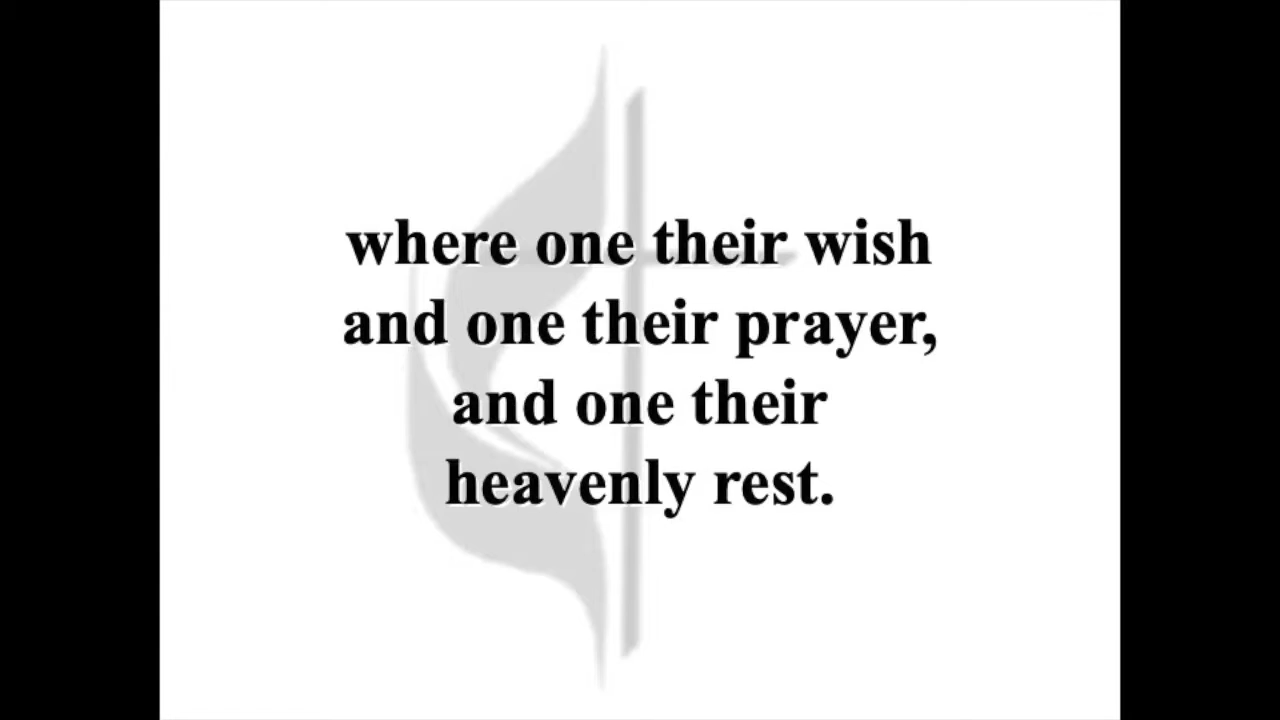 where one their wish
and one their prayer,
and one their
heavenly rest.